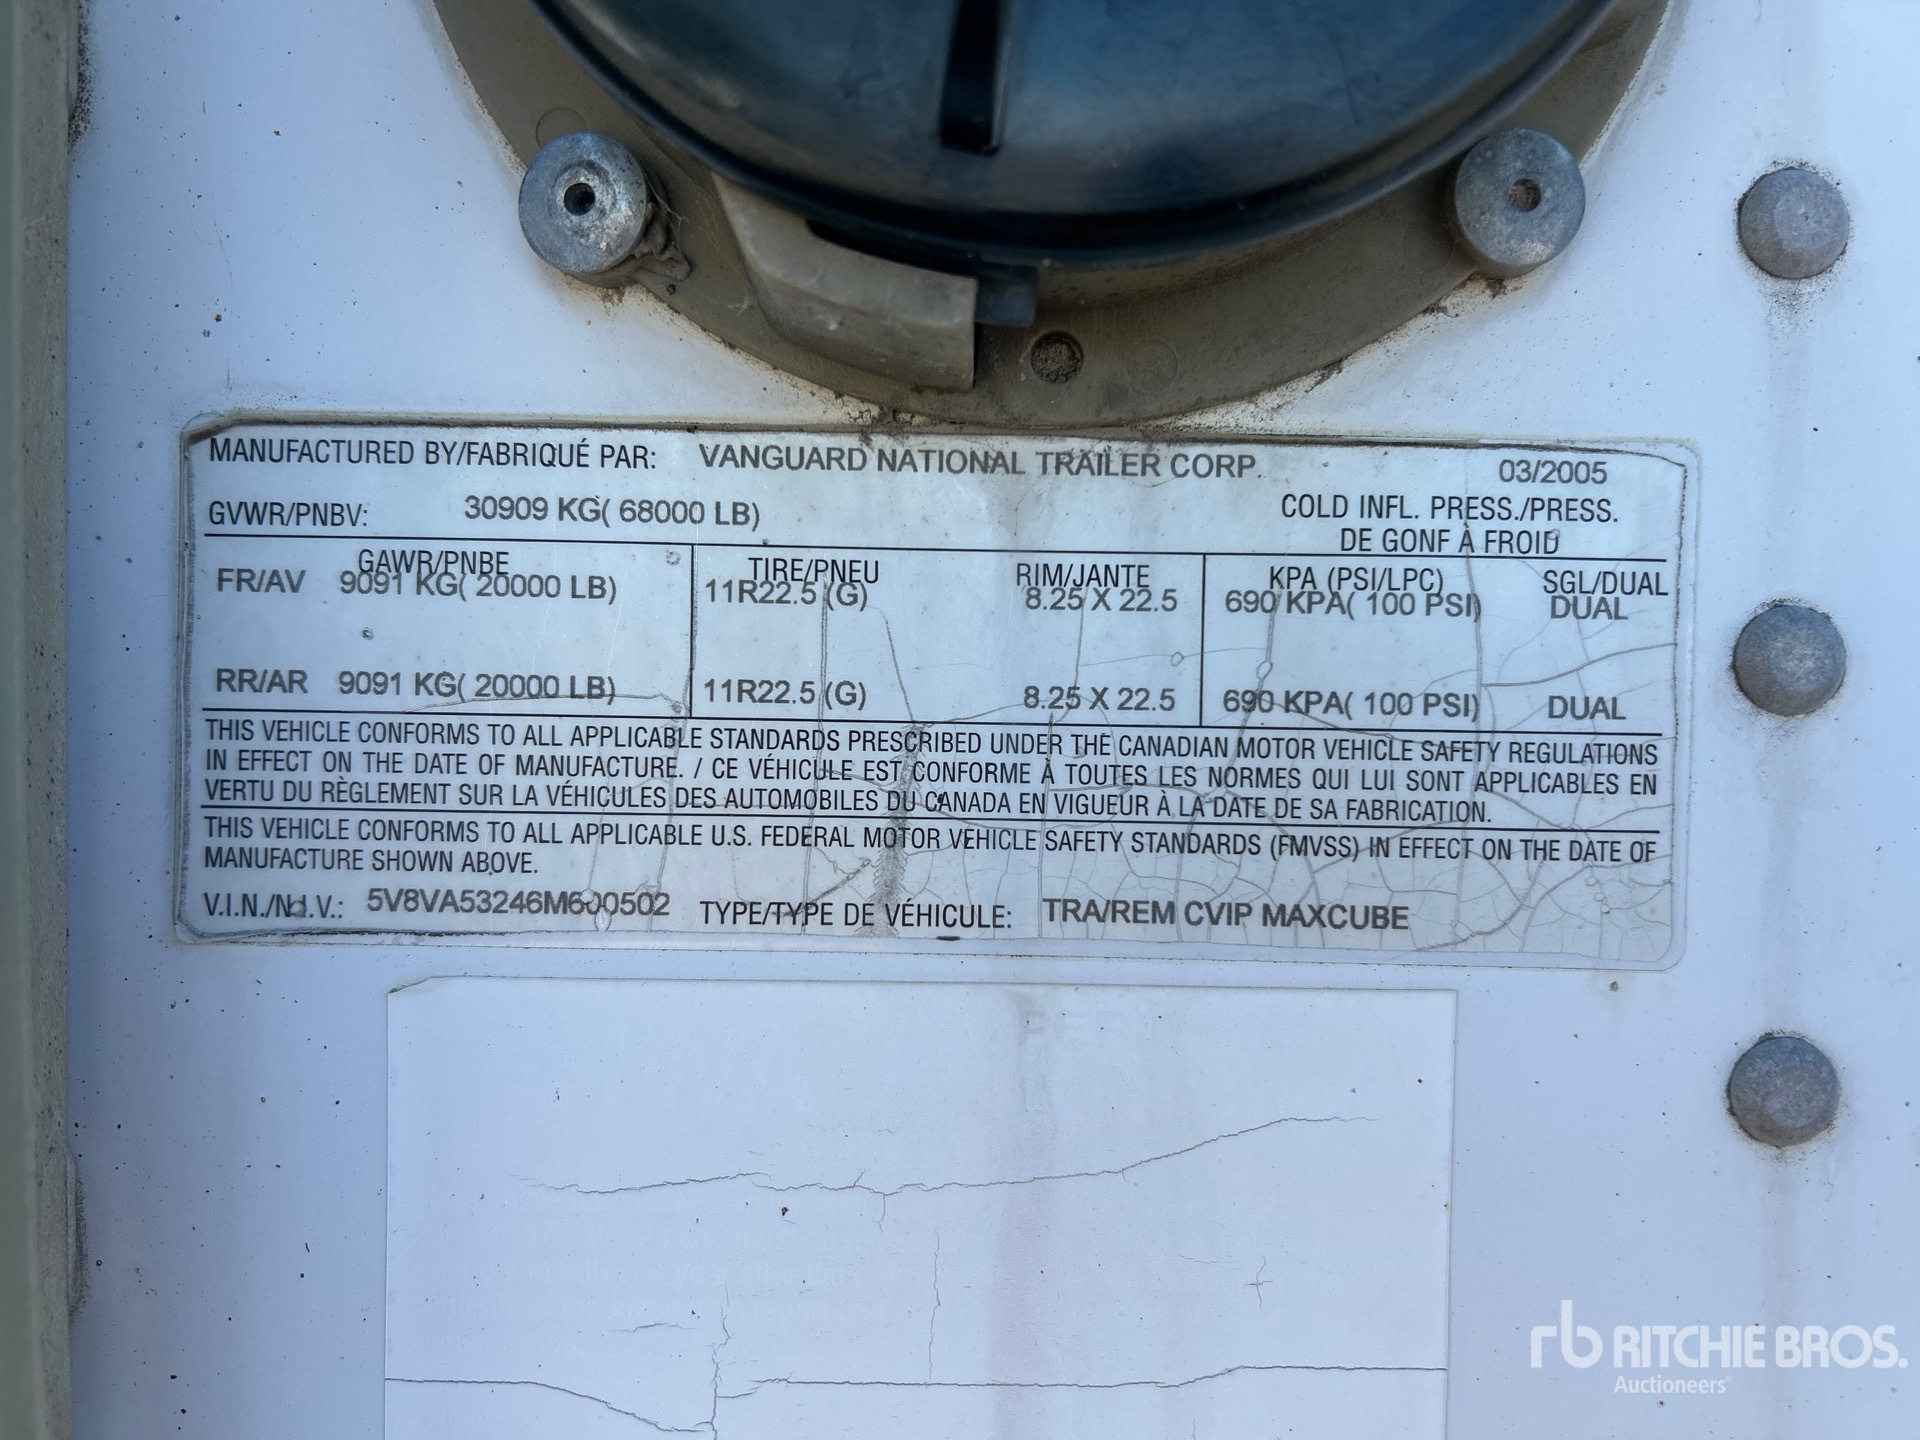 MANUFACTURED BY/FABRIQUÉ PAR: VANGUARD NATIONAL TRAILER CORP. 03/2005
GVWR/PNBV: 30909 KG( 68000 LB) COLD INFL. PRESS./PRESS.
DE GONF À FROID
GAWR/PNBE TIRE/PNEU RIM/JANTE KPA (PSI/LPC) SGL/DUAL
FR/AV 9091 KG( 20000 LB) 11R22.5 (G) 8.25 X 22.5 690 KPA( 100 PSI) DUAL
RR/AR 9091 KG( 20000 LB) 11R22.5 (G) 8.25 X 22.5 690 KPA( 100 PSI) DUAL
THIS VEHICLE CONFORMS TO ALL APPLICABLE STANDARDS PRESCRIBED UNDER THE CANADIAN MOTOR VEHICLE SAFETY REGULATIONS
IN EFFECT ON THE DATE OF MANUFACTURE. / CE VÉHICULE EST CONFORME À TOUTES LES NORMES QUI LUI SONT APPLICABLES EN
VERTU DU RÈGLEMENT SUR LA VÉHICULES DES AUTOMOBILES DU CANADA EN VIGUEUR À LA DATE DE SA FABRICATION.
THIS VEHICLE CONFORMS TO ALL APPLICABLE U.S. FEDERAL MOTOR VEHICLE SAFETY STANDARDS (FMVSS) IN EFFECT ON THE DATE OF
MANUFACTURE SHOWN ABOVE.
V.I.N./N.I.V.: 5V8VA53246M600502 TYPE/TYPE DE VÉHICULE: TRA/REM CVIP MAXCUBE
rb RITCHIE BROS.
Auctioneers